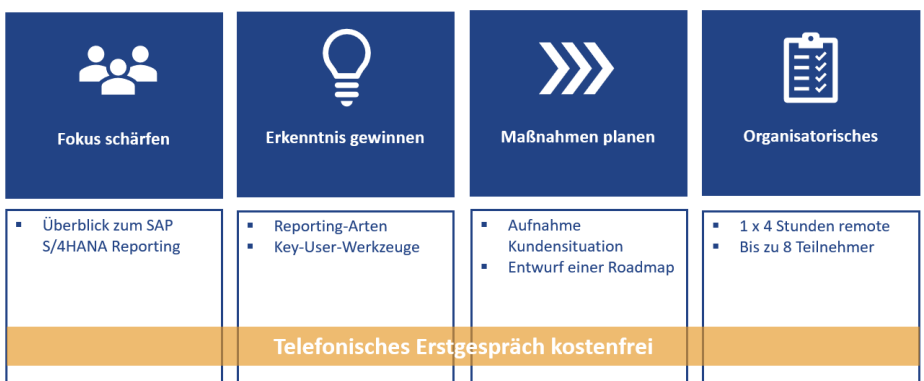 Fokus schärfen
Erkenntnis gewinnen
Maßnahmen planen
Organisatorisches
▪ Überblick zum SAP
S/4HANA Reporting
▪ Reporting-Arten
▪ Key-User-Werkzeuge
▪ Aufnahme
Kundensituation
▪ Entwurf einer Roadmap
▪ 1 x 4 Stunden remote
▪ Bis zu 8 Teilnehmer
Telefonisches Erstgespräch kostenfrei